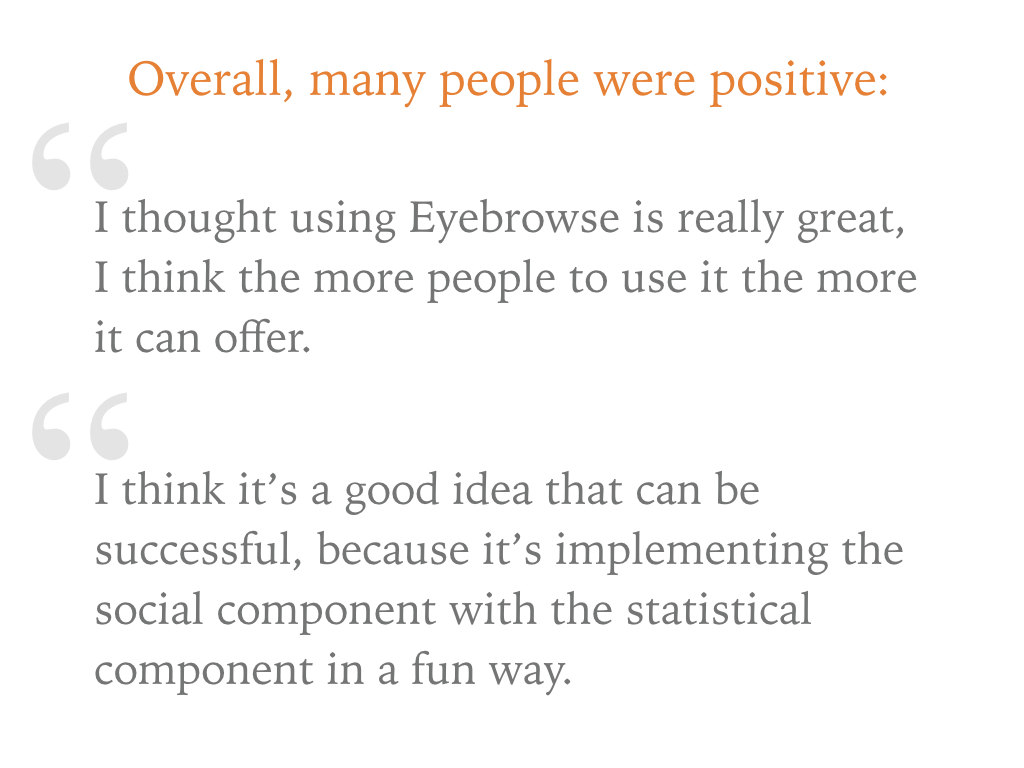 Overall, many people were positive:
“
I thought using Eyebrowse is really great,
I think the more people to use it the more
it can offer.
“
I think it’s a good idea that can be
successful, because it’s implementing the
social component with the statistical
component in a fun way.